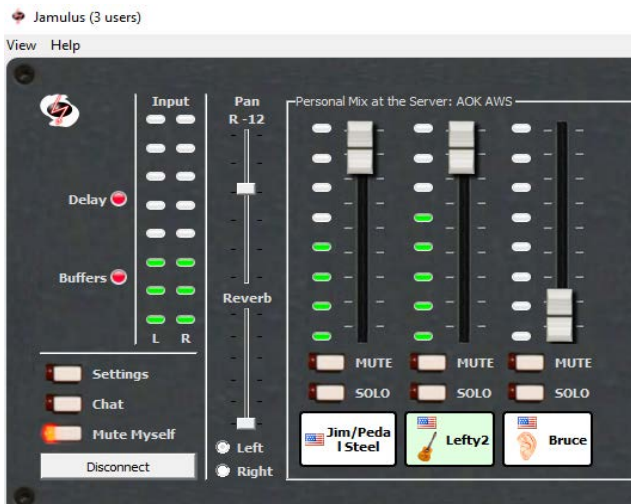 Jamulus (3 users)
View Help
Input
L R
Delay
Buffers
Settings
Chat
Mute Myself
Disconnect
Pan
R -12
Reverb
Left
Right
Personal Mix at the Server: AOK AWS
MUTE MUTE MUTE
SOLO SOLO SOLO
Jim/Peda
l Steel
Lefty2
Bruce